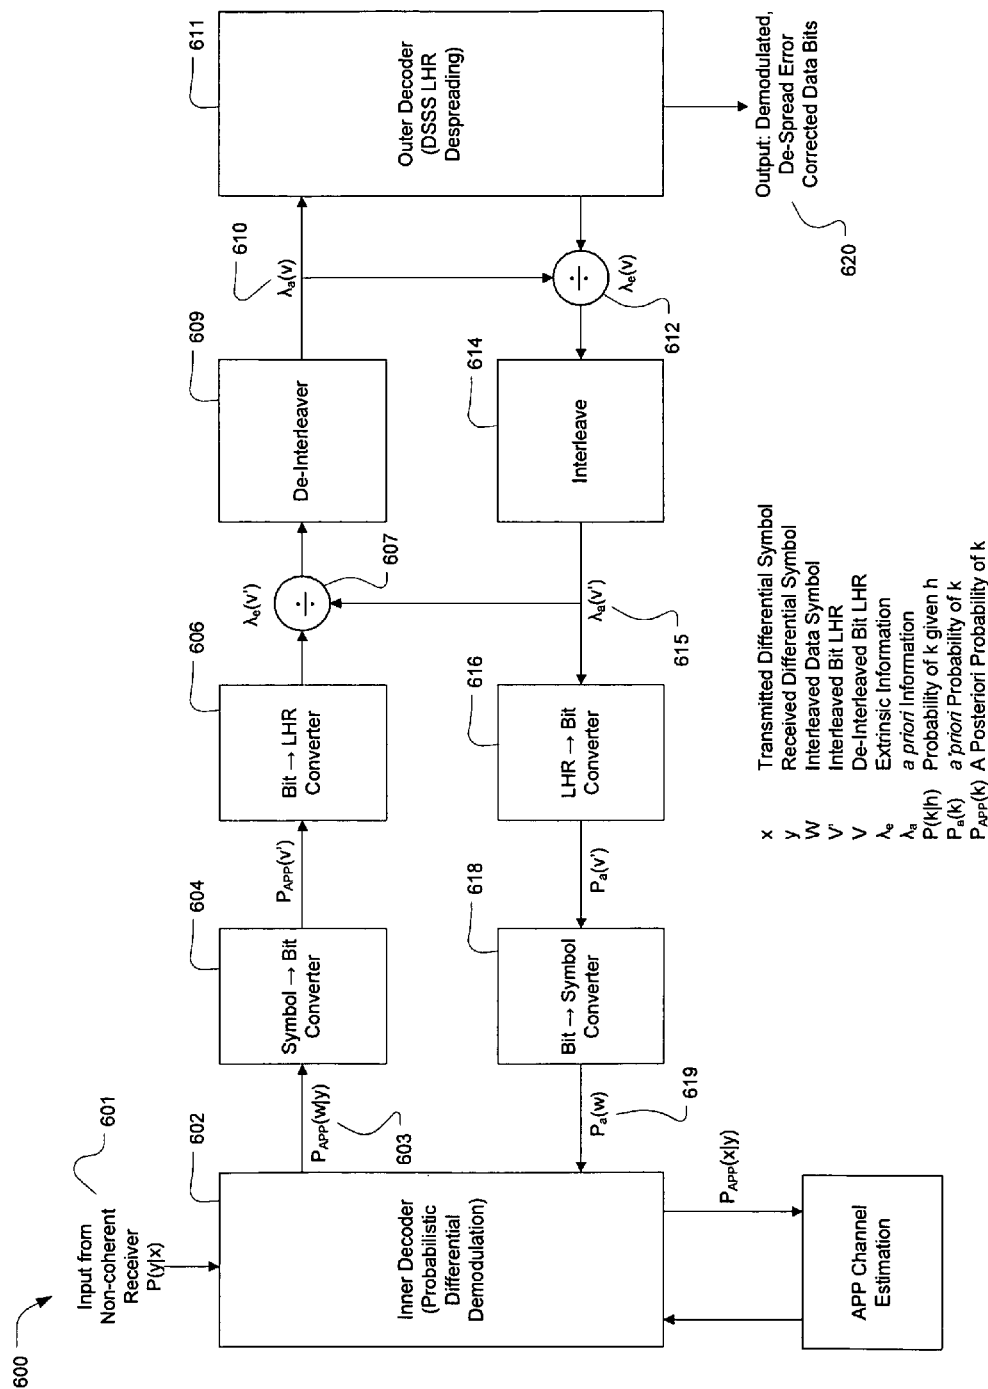 600
Input from
Non-coherent
Receiver
P(y|x)
601
602
Inner Decoder
(Probabilistic
Differential
Demodulation)
P_APP(w|y)
603
604
Symbol → Bit
Converter
P_APP(v')
606
Bit → LHR
Converter
λ_e(v')
607
609
De-Interleaver
610
λ_a(v)
611
Outer Decoder
(DSSS LHR
Despreading)
÷
÷
λ_e(v)
612
614
Interleave
λ_a(v')
615
616
LHR → Bit
Converter
P_a(v')
618
Bit → Symbol
Converter
P_a(w)
619
P_APP(x|y)
APP Channel
Estimation
Output: Demodulated,
De-Spread Error
Corrected Data Bits
620
x Transmitted Differential Symbol
y Received Differential Symbol
W Interleaved Data Symbol
V' Interleaved Bit LHR
V De-Interleaved Bit LHR
λ_e Extrinsic Information
λ_a a priori Information
P(k|h) Probability of k given h
P_a(k) a'priori Probability of k
P_APP(k) A Posteriori Probability of k